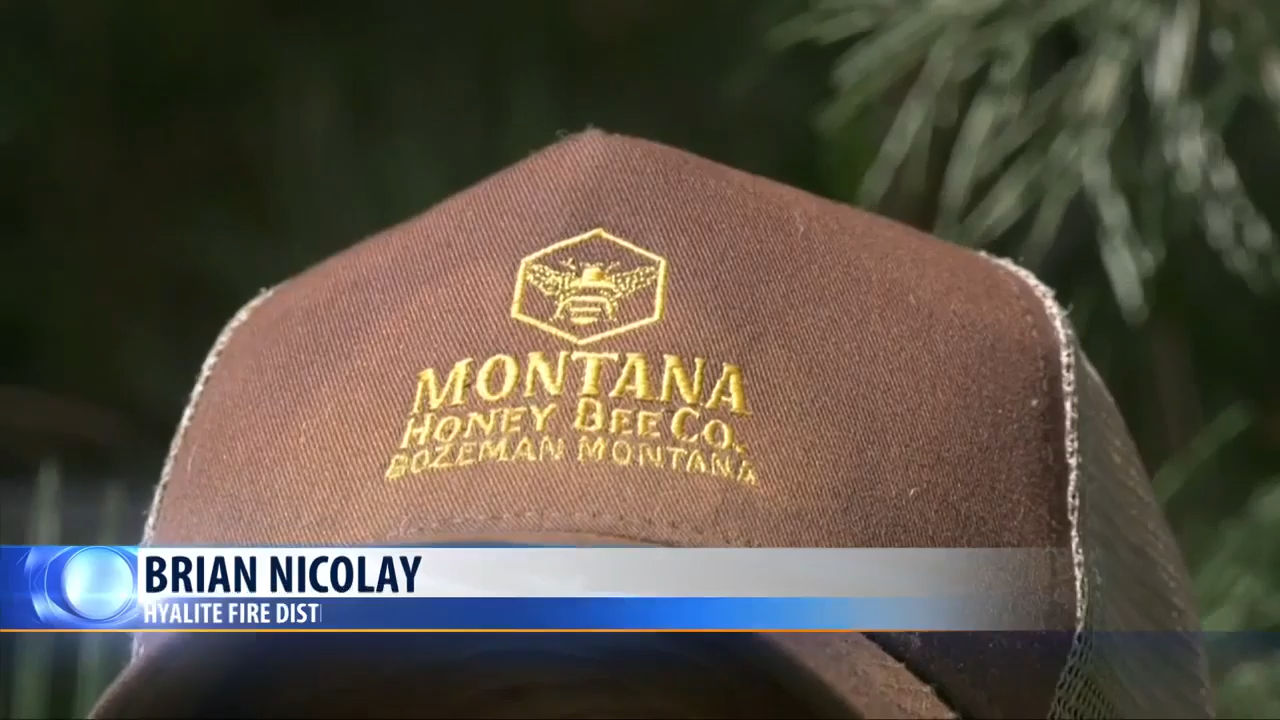 MONTANA
HONEY BEE CO.
BOZEMAN MONTANA
BRIAN NICOLAY
HYALITE FIRE DIST